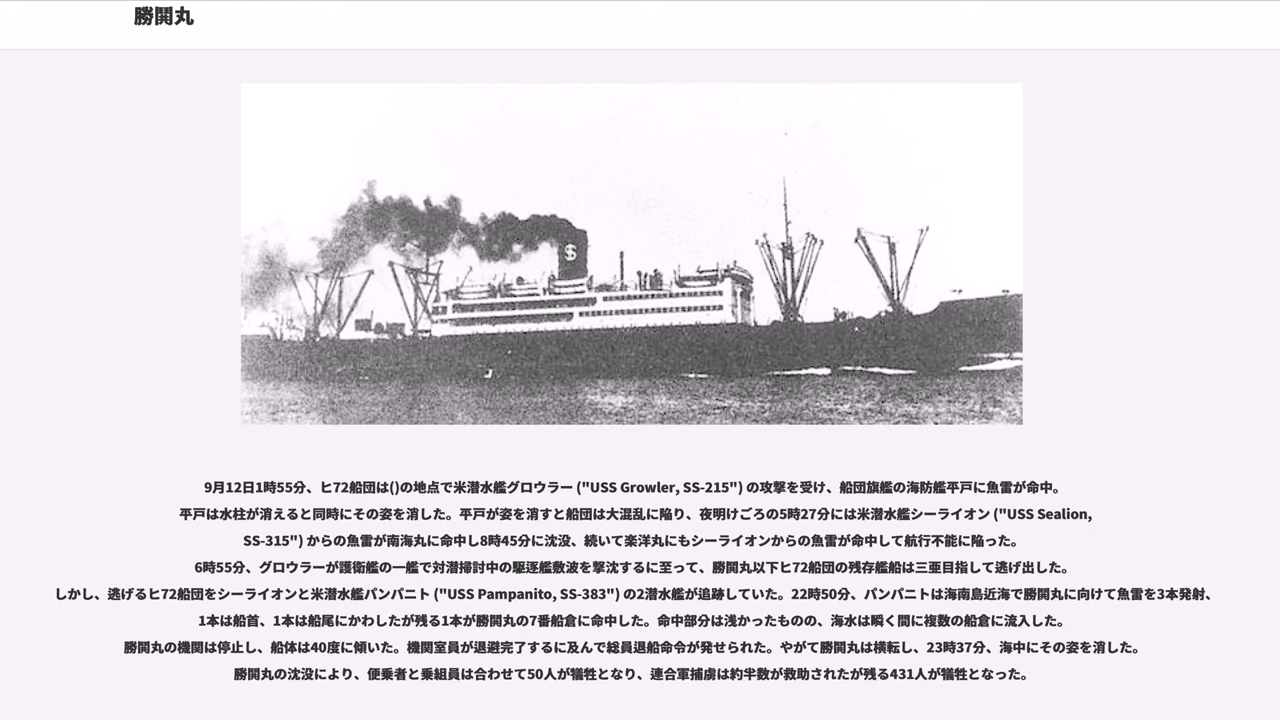 勝鬨丸
S
9月12日1時55分、ヒ72船団は()の地点で米潜水艦グロウラー ("USS Growler, SS-215") の攻撃を受け、船団旗艦の海防艦平戸に魚雷が命中。
平戸は水柱が消えると同時にその姿を消した。平戸が姿を消すと船団は大混乱に陥り、夜明けごろの5時27分には米潜水艦シーライオン ("USS Sealion,
SS-315") からの魚雷が南海丸に命中し8時45分に沈没、続いて楽洋丸にもシーライオンからの魚雷が命中して航行不能に陥った。
6時55分、グロウラーが護衛艦の一艦で対潜掃討中の駆逐艦敷波を撃沈するに至って、勝鬨丸以下ヒ72船団の残存艦船は三亜目指して逃げ出した。
しかし、逃げるヒ72船団をシーライオンと米潜水艦パンパニト ("USS Pampanito, SS-383") の2潜水艦が追跡していた。22時50分、パンパニトは海南島近海で勝鬨丸に向けて魚雷を3本発射、
1本は船首、1本は船尾にかわしたが残る1本が勝鬨丸の7番船倉に命中した。命中部分は浅かったものの、海水は瞬く間に複数の船倉に流入した。
勝鬨丸の機関は停止し、船体は40度に傾いた。機関室員が退避完了するに及んで総員退船命令が発せられた。やがて勝鬨丸は横転し、23時37分、海中にその姿を消した。
勝鬨丸の沈没により、便乗者と乗組員は合わせて50人が犠牲となり、連合軍捕虜は約半数が救助されたが残る431人が犠牲となった。